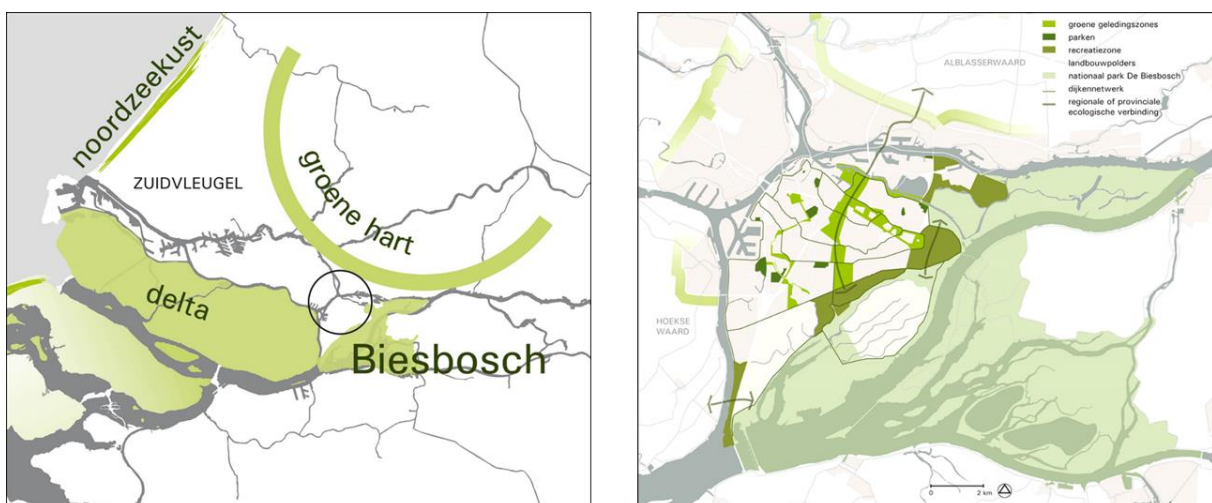 noordzeekust
ZUIDVLEUGEL
groene hart
delta
Biesbosch
groene geledingszones
parken
recreatiezone
landbouwpolders
nationaal park De Biesbosch
dijkennetwerk
regionale of provinciale
ecologische verbinding
ALBLASSERWAARD
HOEKSE
WAARD
0 2 km